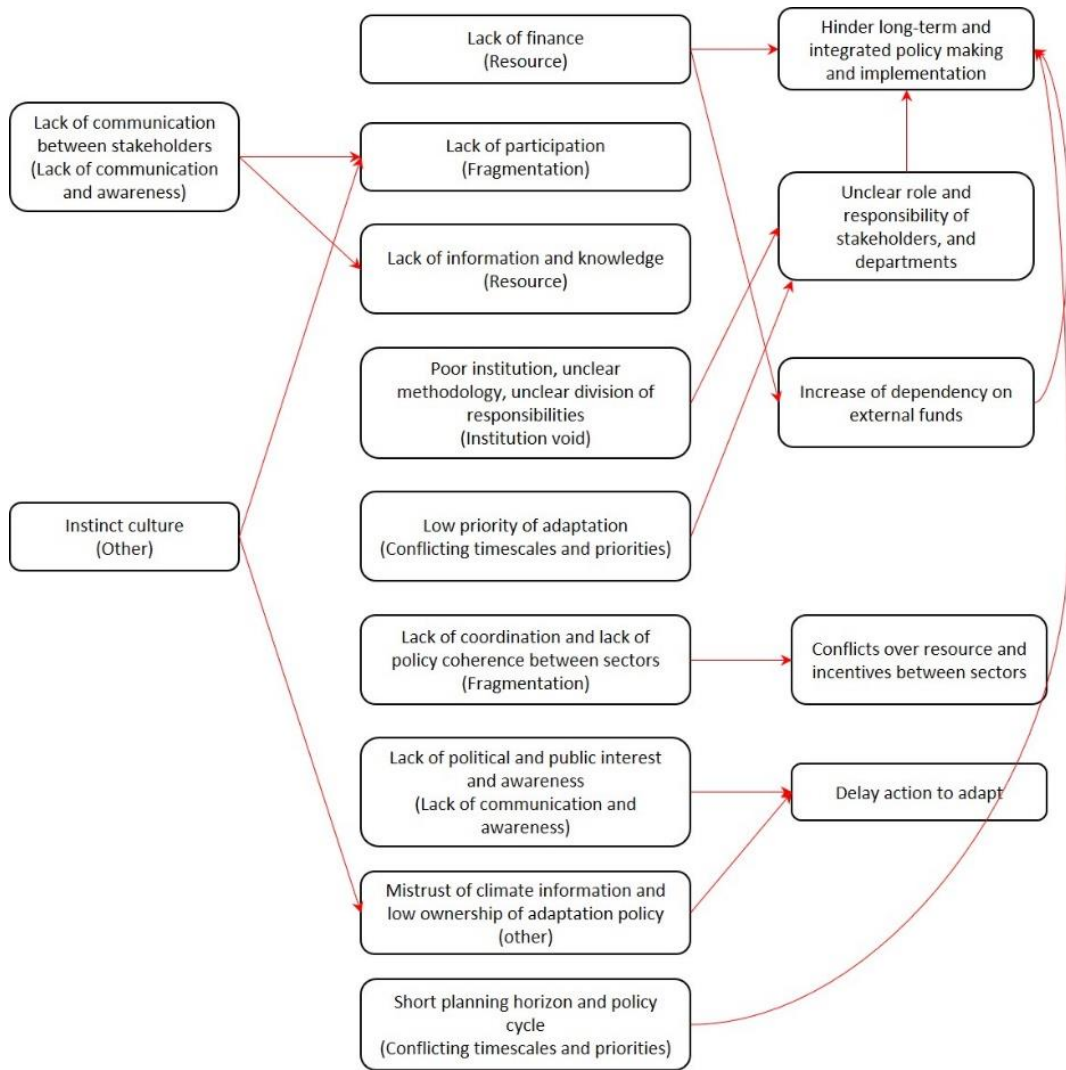 Lack of finance
(Resource)
Hinder long-term and
integrated policy making
and implementation
Lack of communication
between stakeholders
(Lack of communication
and awareness)
Lack of participation
(Fragmentation)
Unclear role and
responsibility of
stakeholders, and
departments
Lack of information and knowledge
(Resource)
Poor institution, unclear
methodology, unclear division of
responsibilities
(Institution void)
Increase of dependency on
external funds
Instinct culture
(Other)
Low priority of adaptation
(Conflicting timescales and priorities)
Lack of coordination and lack of
policy coherence between sectors
(Fragmentation)
Conflicts over resource and
incentives between sectors
Lack of political and public interest
and awareness
(Lack of communication and
awareness)
Delay action to adapt
Mistrust of climate information and
low ownership of adaptation policy
(other)
Short planning horizon and policy
cycle
(Conflicting timescales and priorities)